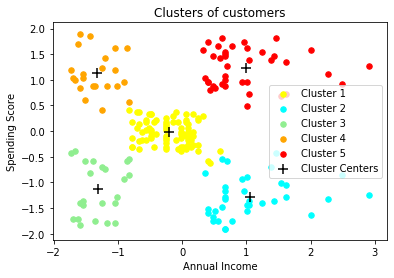 Clusters of customers
Spending Score
2.0
1.5
1.0
0.5
0.0
−0.5
−1.0
−1.5
−2.0
Cluster 1
Cluster 2
Cluster 3
Cluster 4
Cluster 5
Cluster Centers
−2
−1
0
1
2
3
Annual Income